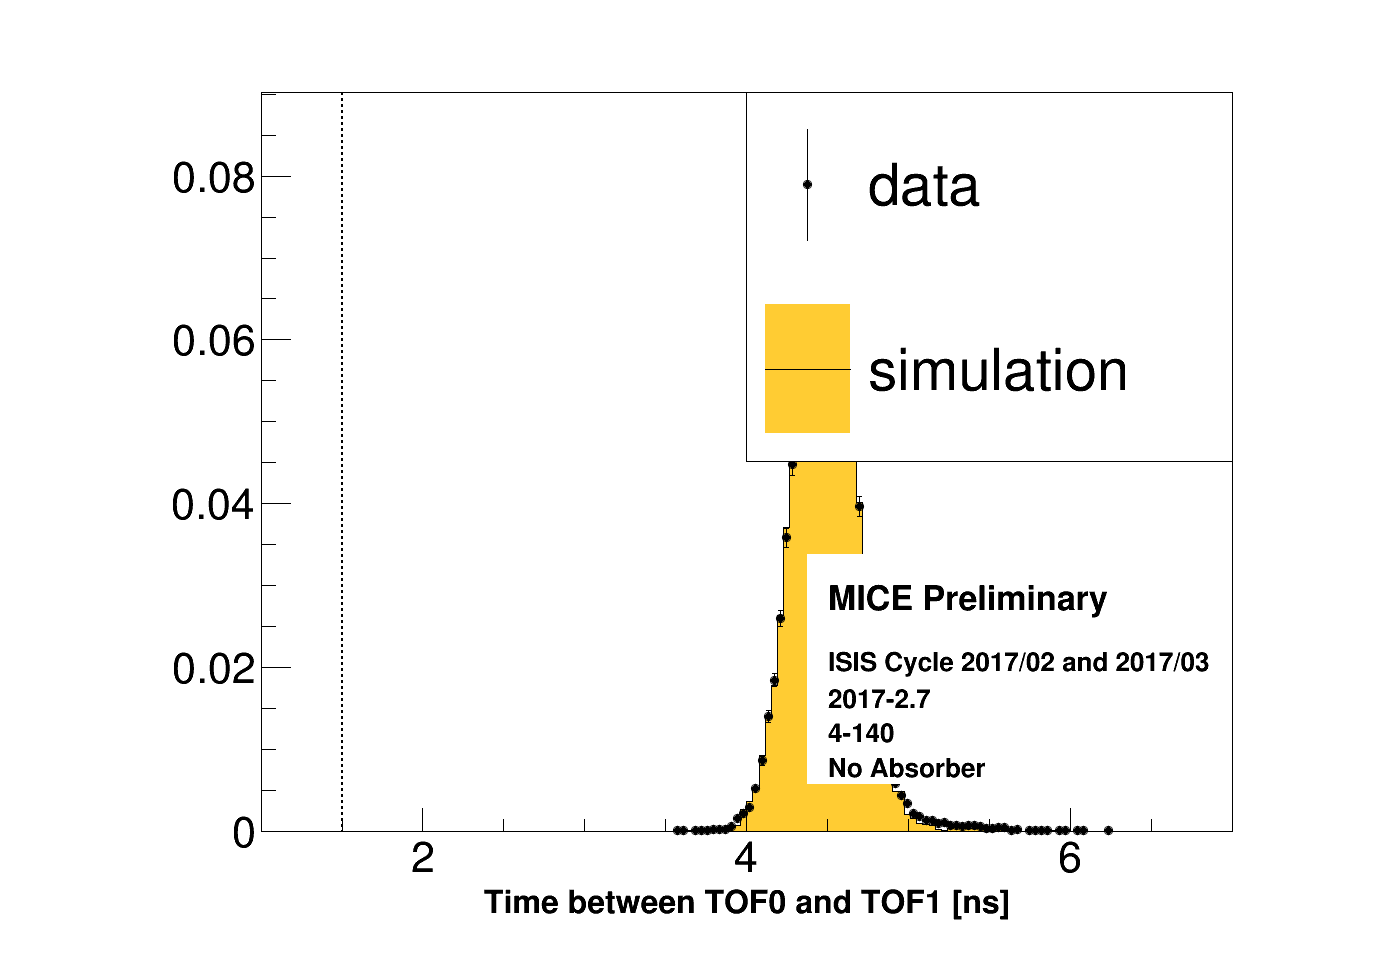 0.08
0.06
0.04
0.02
0
2
4
6
data
simulation
MICE Preliminary
ISIS Cycle 2017/02 and 2017/03
2017-2.7
4-140
No Absorber
Time between TOF0 and TOF1 [ns]